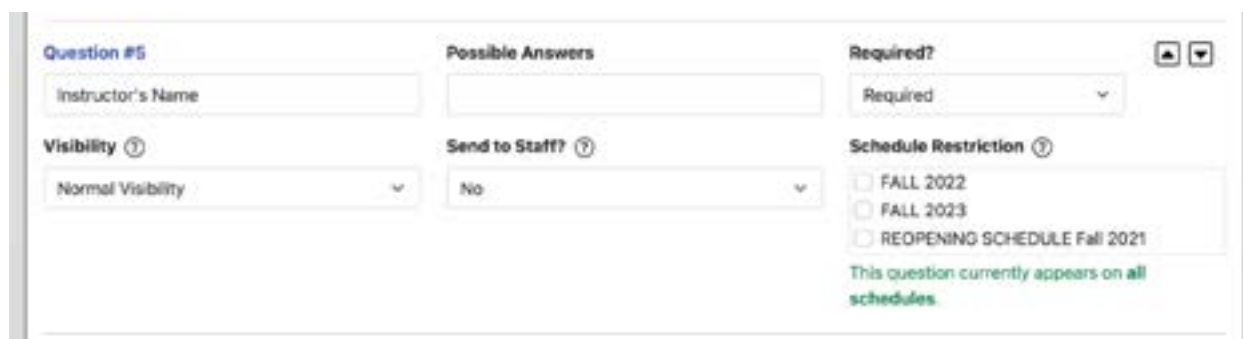 Question #5
Possible Answers
Required?
Instructor's Name
Required
Visibility ?
Send to Staff? ?
Schedule Restriction ?
Normal Visibility
No
FALL 2022
FALL 2023
REOPENING SCHEDULE Fall 2021
This question currently appears on all
schedules.